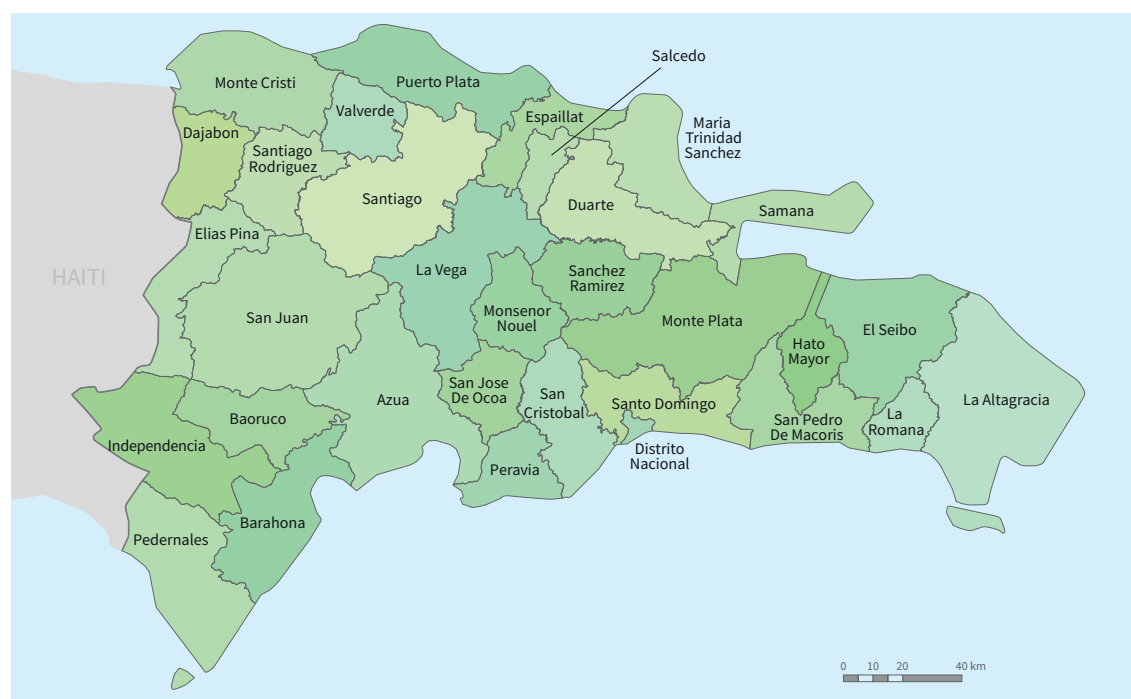 Salcedo
Monte Cristi
Puerto Plata
Valverde
Espaillat
Maria
Trinidad
Sanchez
Dajabon
Santiago
Rodriguez
Santiago
Duarte
Samana
Elias Pina
HAITI
La Vega
Sanchez
Ramirez
San Juan
Monsenor
Nouel
Monte Plata
El Seibo
Hato
Mayor
San Jose
De Ocoa
San
Cristobal
Azua
Santo Domingo
La Altagracia
Baoruco
San Pedro
De Macoris
La
Romana
Independencia
Distrito
Nacional
Peravia
Barahona
Pedernales
0 10 20 40 km